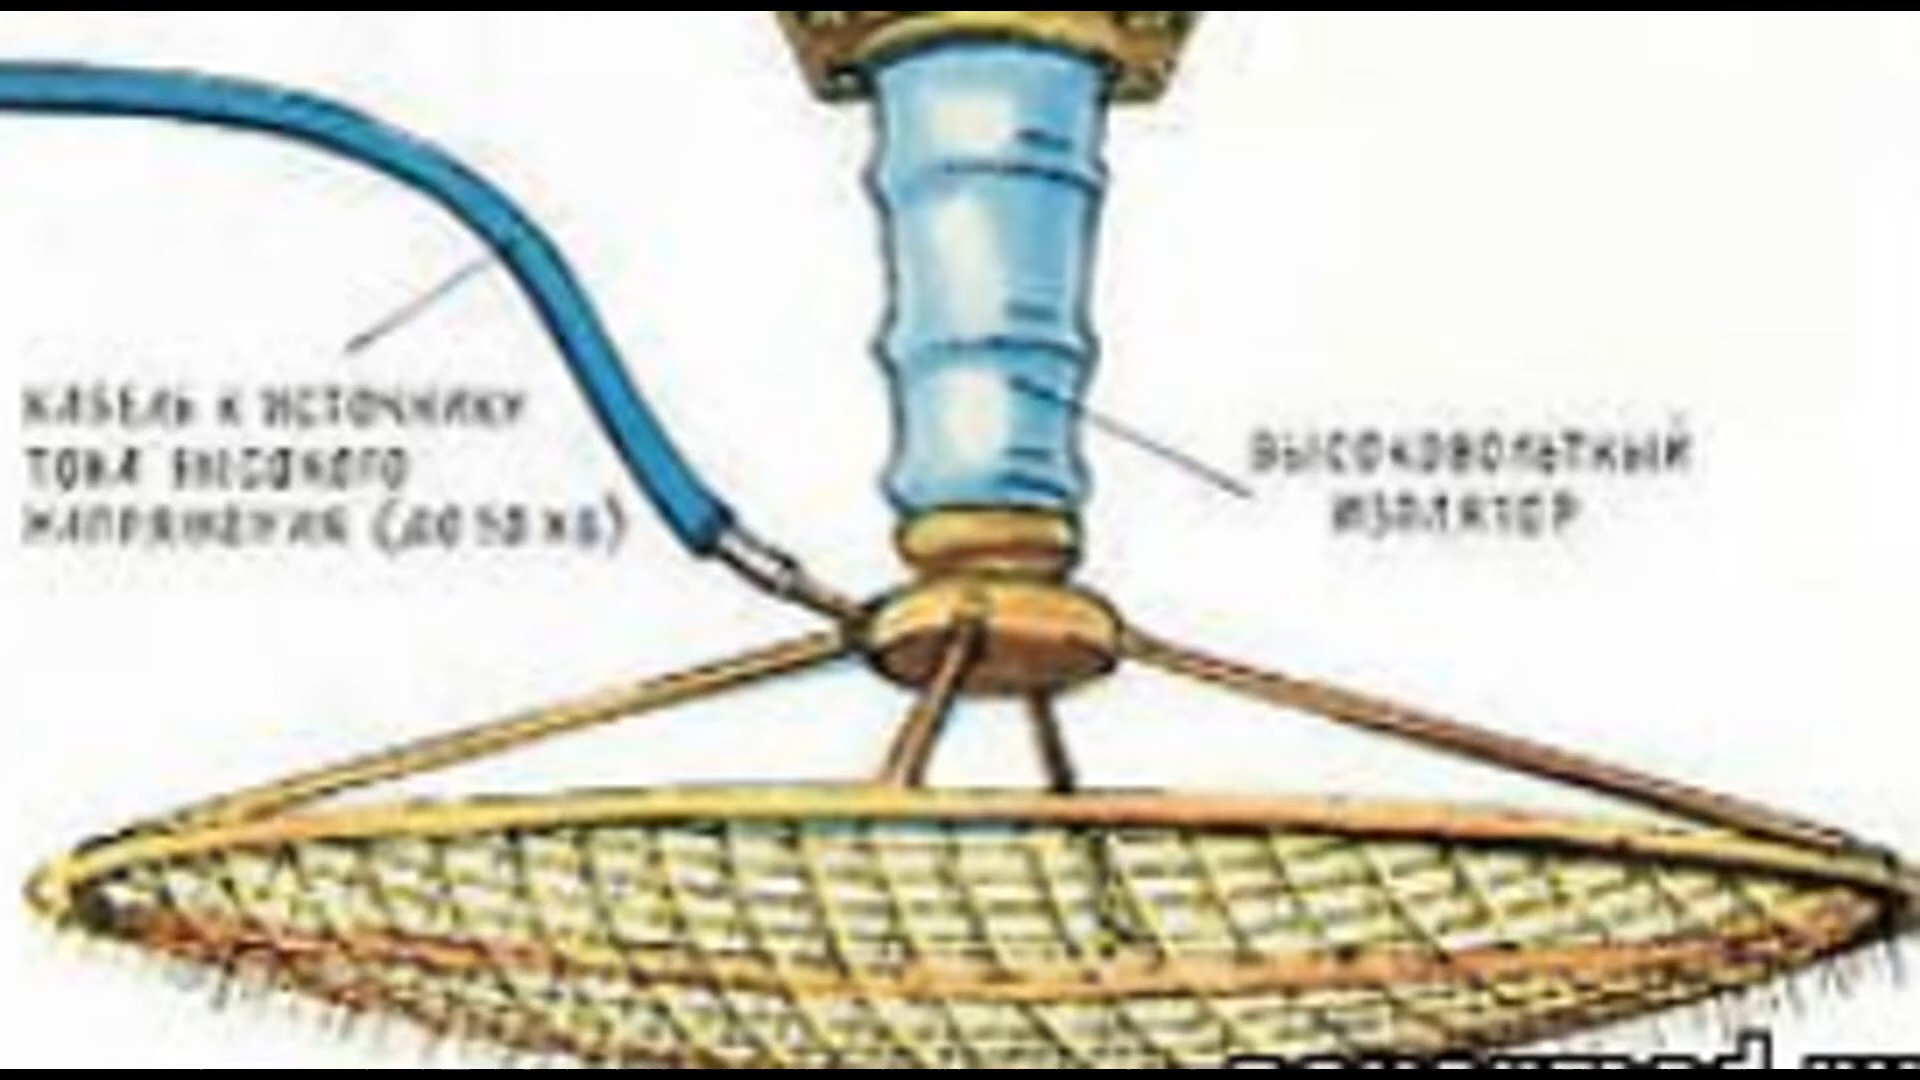 КАБЕЛЬ К ИСТОЧНИКУ
ТОКА ВЫСОКОГО
НАПРЯЖЕНИЯ (ДО 50 КВ)
ВЫСОКОВОЛЬТНЫЙ
ИЗОЛЯТОР